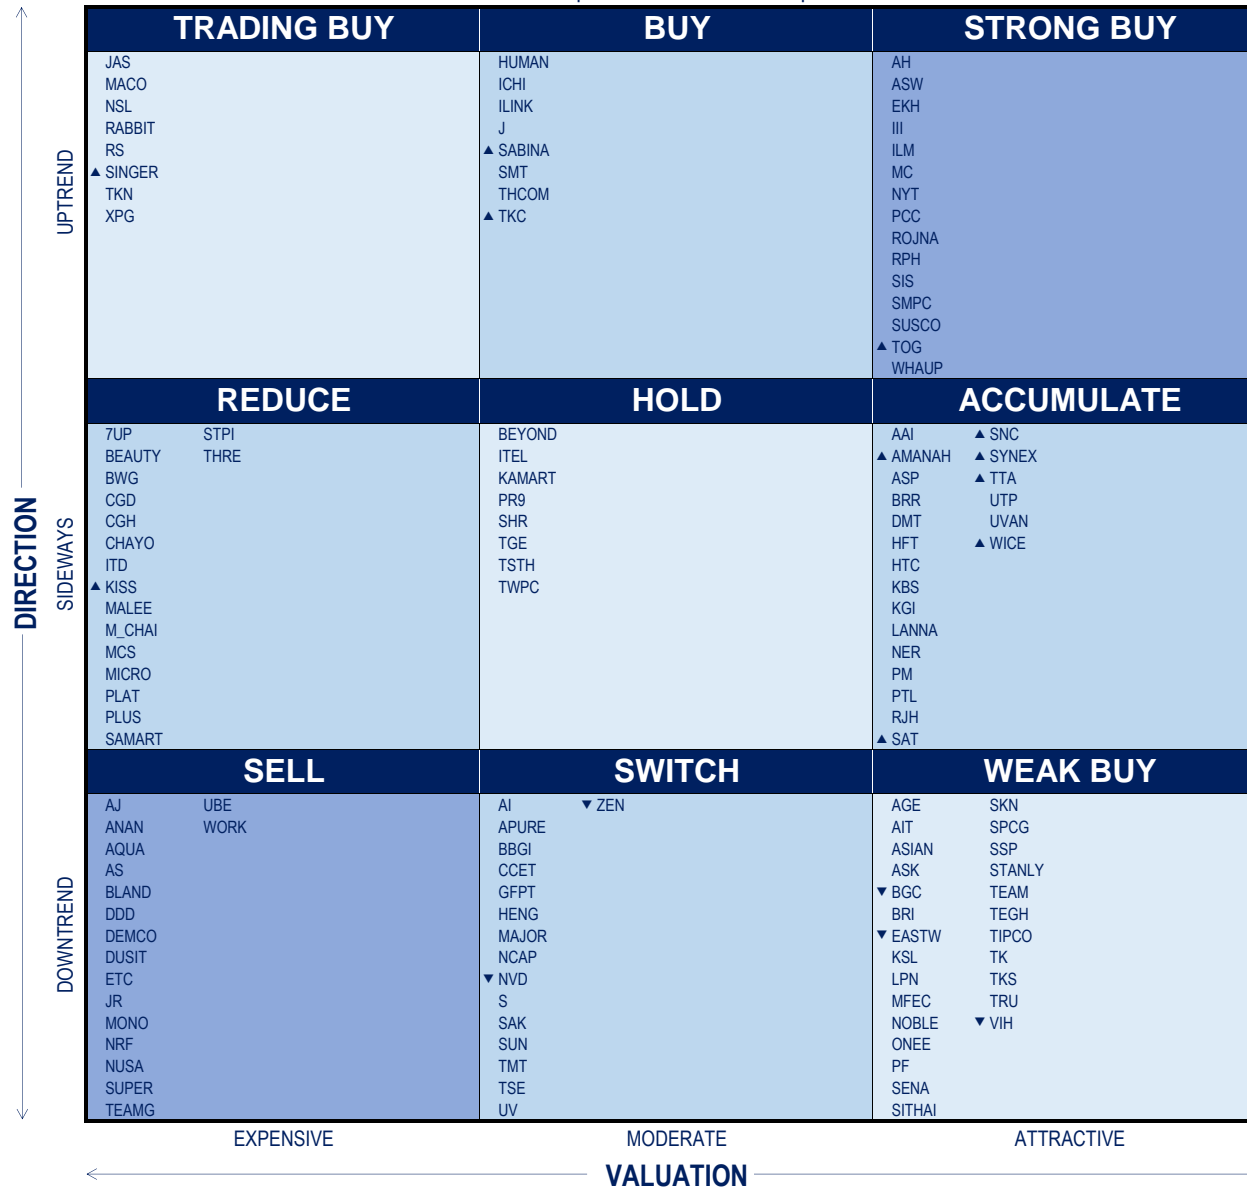 TRADING BUY
BUY
STRONG BUY
JAS
MACO
NSL
RABBIT
RS
▲ SINGER
TKN
XPG
HUMAN
ICHI
ILINK
J
▲ SABINA
SMT
THCOM
▲ TKC
AH
ASW
EKH
III
ILM
MC
NYT
PCC
ROJNA
RPH
SIS
SMPC
SUSCO
▲ TOG
WHAUP
UPTREND
REDUCE
HOLD
ACCUMULATE
7UP
BEAUTY
BWG
CGD
CGH
CHAYO
ITD
▲ KISS
MALEE
M_CHAI
MCS
MICRO
PLAT
PLUS
SAMART
STPI
THRE
BEYOND
ITEL
KAMART
PR9
SHR
TGE
TSTH
TWPC
AAI
▲ AMANAH
ASP
BRR
DMT
HFT
HTC
KBS
KGI
LANNA
NER
PM
PTL
RJH
▲ SAT
▲ SNC
▲ SYNEX
▲ TTA
UTP
UVAN
▲ WICE
DIRECTION
SIDEWAYS
SELL
SWITCH
WEAK BUY
AJ
ANAN
AQUA
AS
BLAND
DDD
DEMCO
DUSIT
ETC
JR
MONO
NRF
NUSA
SUPER
TEAMG
UBE
WORK
AI
APURE
BBGI
CCET
GFPT
HENG
MAJOR
NCAP
▼ NVD
S
SAK
SUN
TMT
TSE
UV
▼ ZEN
AGE
AIT
ASIAN
ASK
▼ BGC
BRI
▼ EASTW
KSL
LPN
MFEC
NOBLE
ONEE
PF
SENA
SITHAI
SKN
SPCG
SSP
STANLY
TEAM
TEGH
TIPCO
TK
TKS
TRU
▼ VIH
DOWNTREND
EXPENSIVE
MODERATE
ATTRACTIVE
VALUATION